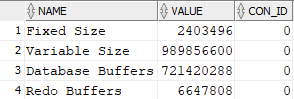 NAME VALUE CON_ID
1 Fixed Size 2403496 0
2 Variable Size 989856600 0
3 Database Buffers 721420288 0
4 Redo Buffers 6647808 0